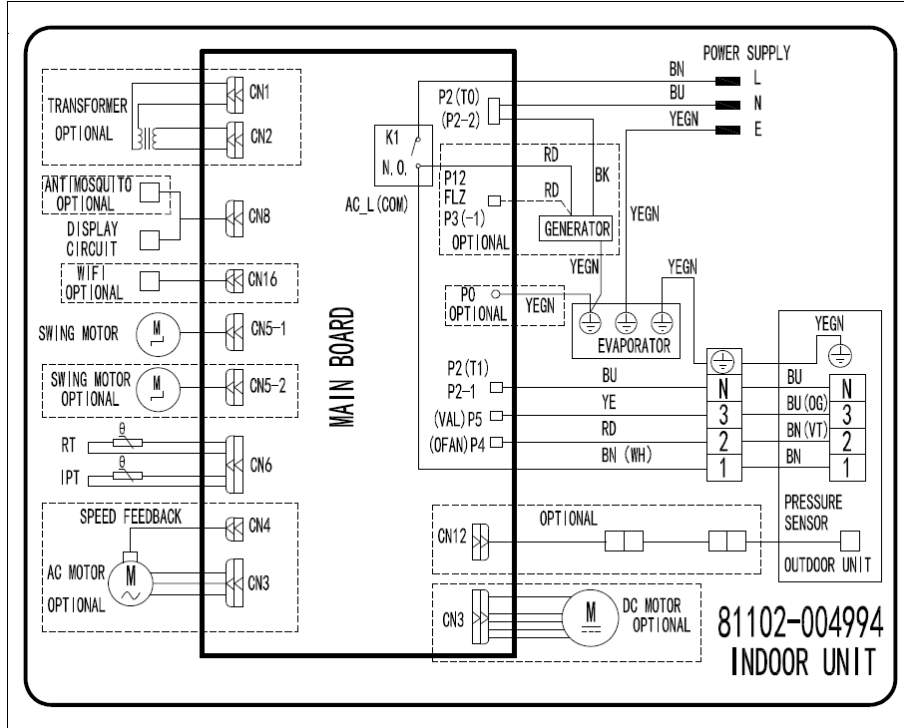 POWER SUPPLY
BN
L
BU
N
YEGN
E
TRANSFORMER
OPTIONAL
CN1
CN2
P2(T0)
(P2-2)
K1
N.O.
AC_L(COM)
RD
BK
P12
FLZ
P3(-1)
OPTIONAL
RD
GENERATOR
YEGN
YEGN
YEGN
ANTIMOSQUITO
OPTIONAL
DISPLAY
CIRCUIT
CN8
WIFI
OPTIONAL
CN16
P0
OPTIONAL
YEGN
EVAPORATOR
YEGN
SWING MOTOR
M
CN5-1
SWING MOTOR
OPTIONAL
M
CN5-2
MAIN BOARD
P2(T1)
P2-1
BU
N
BU
N
(VAL)P5
YE
3
BU(OG)
3
(OFAN)P4
RD
2
BN(VT)
2
BN (WH)
1
BN
1
RT
θ
IPT
θ
CN6
SPEED FEEDBACK
CN4
AC MOTOR
OPTIONAL
M
CN3
OPTIONAL
CN12
PRESSURE
SENSOR
OUTDOOR UNIT
CN3
M
DC MOTOR
OPTIONAL
81102-004994
INDOOR UNIT